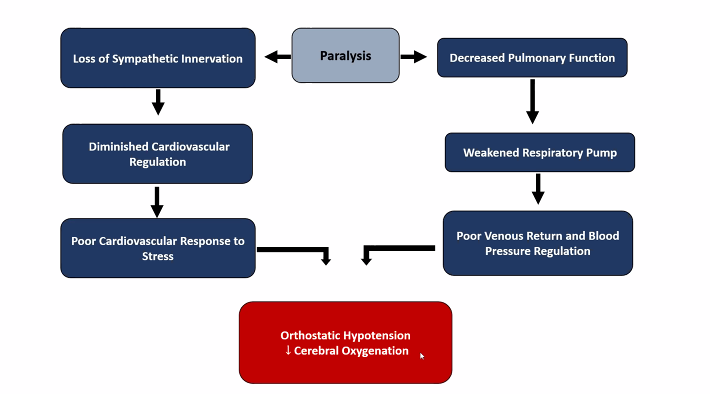 Paralysis
Loss of Sympathetic Innervation
Diminished Cardiovascular
Regulation
Poor Cardiovascular Response to
Stress
Decreased Pulmonary Function
Weakened Respiratory Pump
Poor Venous Return and Blood
Pressure Regulation
Orthostatic Hypotension
↓ Cerebral Oxygenation